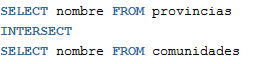 SELECT nombre FROM provincias
INTERSECT
SELECT nombre FROM comunidades